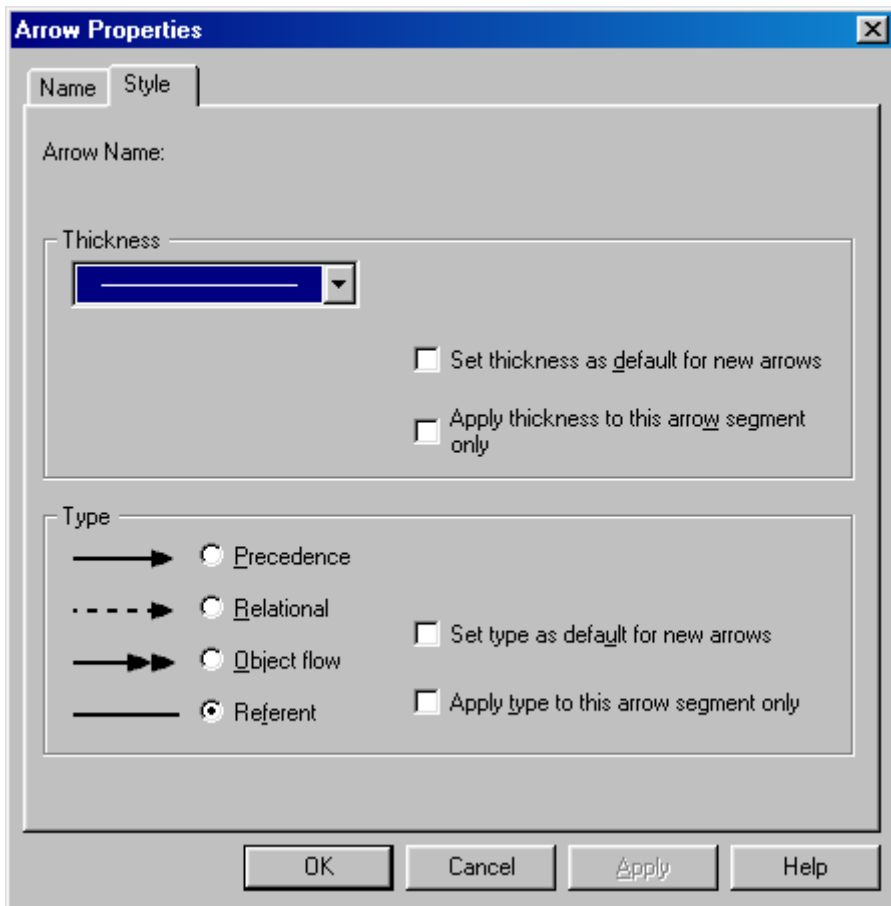 Arrow Properties
Name
Style
Arrow Name:
Thickness
Set thickness as default for new arrows
Apply thickness to this arrow segment
only
Type
Precedence
Relational
Object flow
Referent
Set type as default for new arrows
Apply type to this arrow segment only
OK
Cancel
Apply
Help